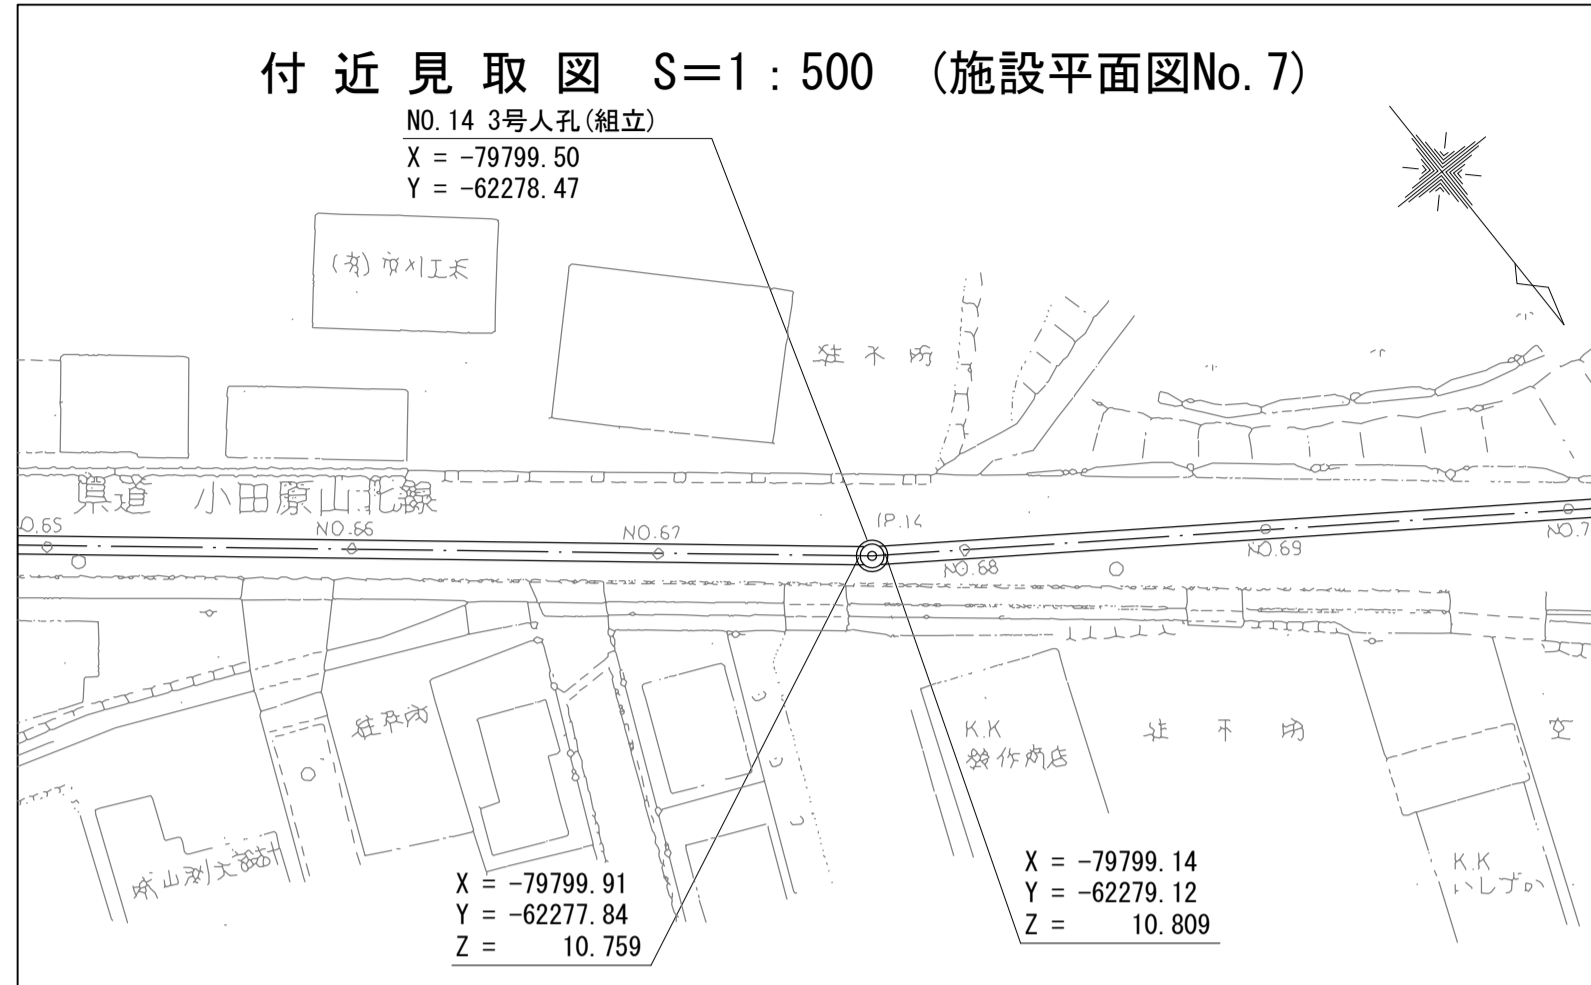 付近見取図 S=1:500 (施設平面図No.7)
NO.14 3号人孔(組立)
X = -79799.50
Y = -62278.47
県道 小田原山北線
O.65
NO.66
NO.67
IP.14
NO.68
NO.69
NO.7
K.K
K.K
X = -79799.91
Y = -62277.84
Z = 10.759
X = -79799.14
Y = -62279.12
Z = 10.809